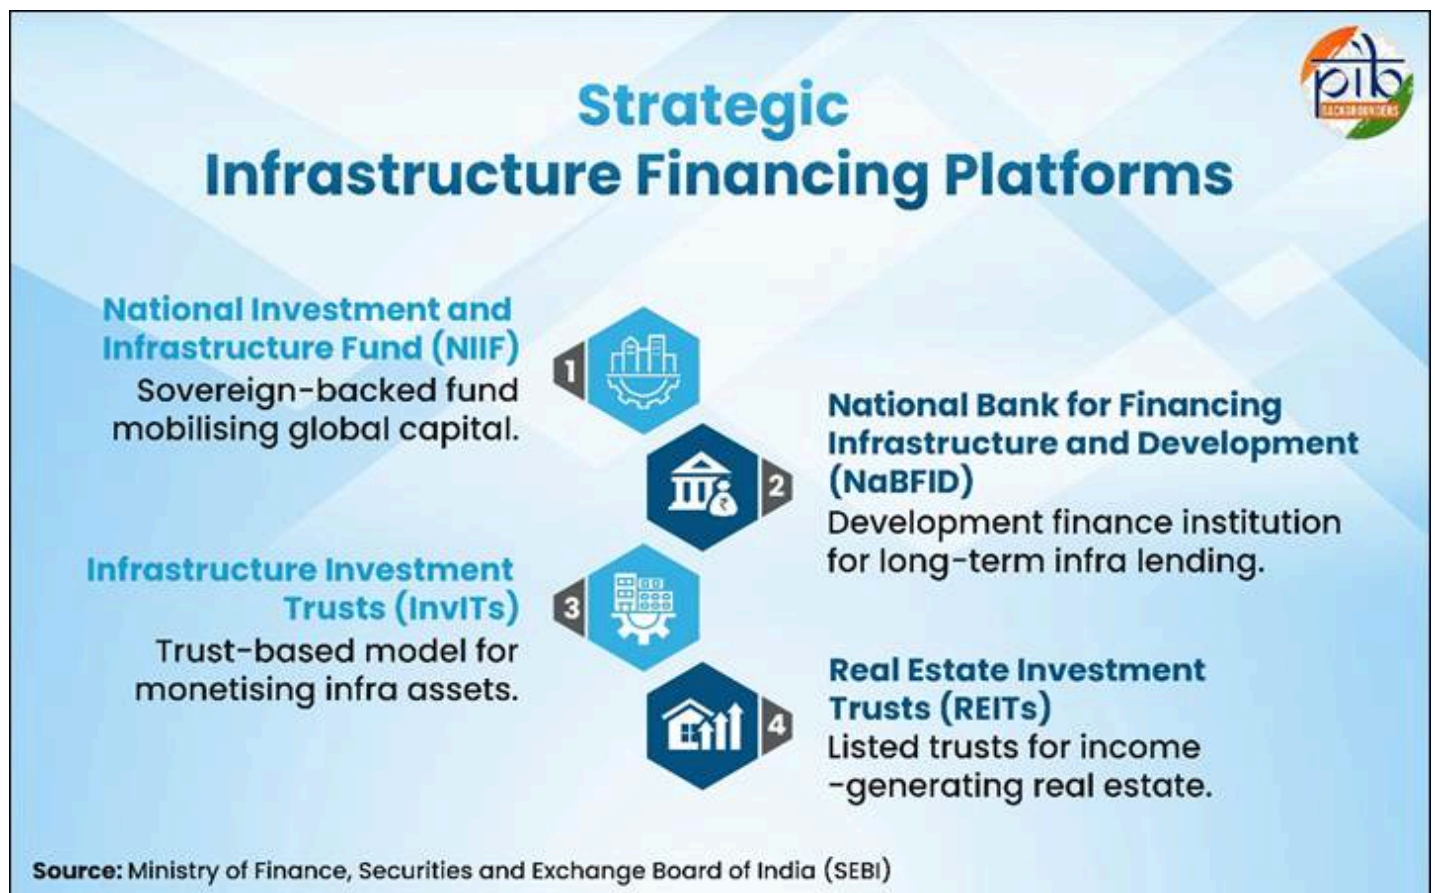 pib
BACKGROUNDERS
Strategic
Infrastructure Financing Platforms
National Investment and
Infrastructure Fund (NIIF)
Sovereign-backed fund
mobilising global capital.
1
National Bank for Financing
Infrastructure and Development
(NaBFID)
Development finance institution
for long-term infra lending.
2
₹
Infrastructure Investment
Trusts (InvITs)
Trust-based model for
monetising infra assets.
3
Real Estate Investment
Trusts (REITs)
Listed trusts for income
-generating real estate.
4
Source: Ministry of Finance, Securities and Exchange Board of India (SEBI)